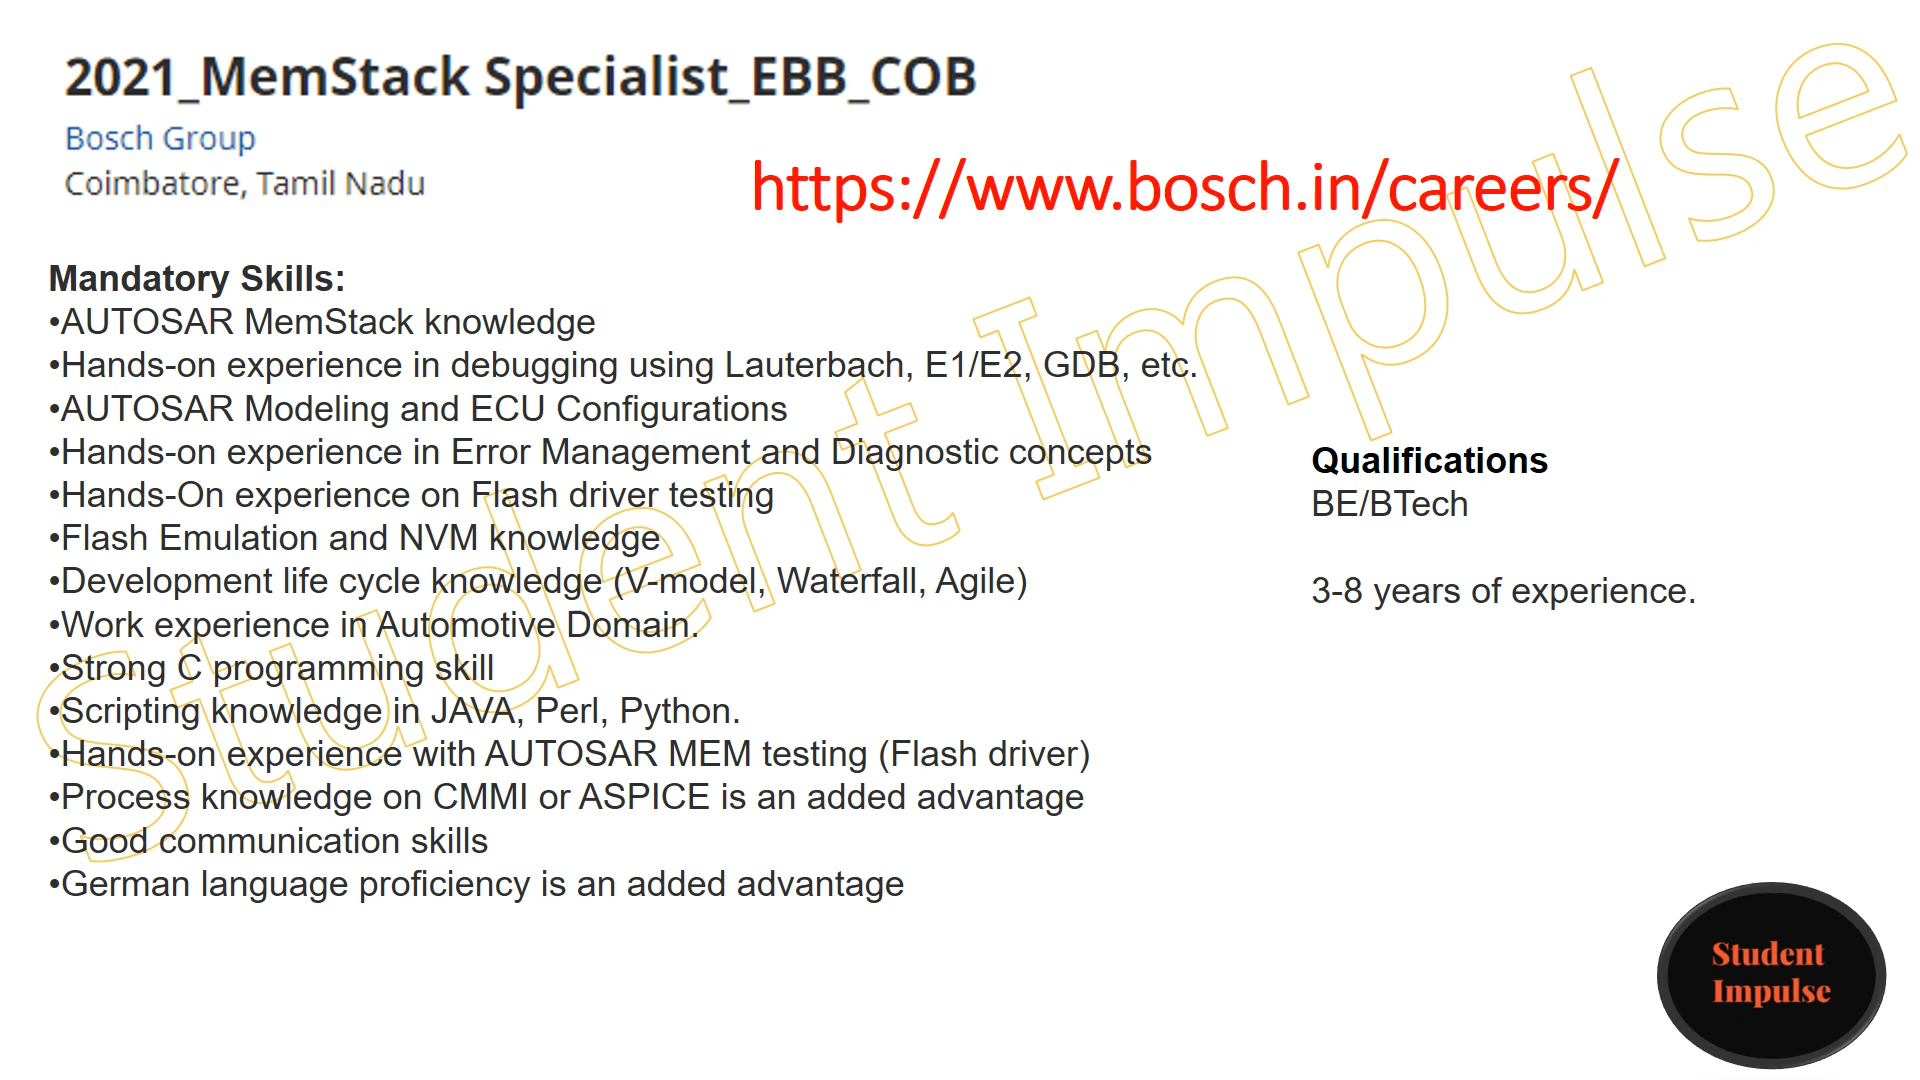 2021_MemStack Specialist_EBB_COB
Bosch Group
Coimbatore, Tamil Nadu
https://www.bosch.in/careers/
Mandatory Skills:
•AUTOSAR MemStack knowledge
•Hands-on experience in debugging using Lauterbach, E1/E2, GDB, etc.
•AUTOSAR Modeling and ECU Configurations
•Hands-on experience in Error Management and Diagnostic concepts
•Hands-On experience on Flash driver testing
•Flash Emulation and NVM knowledge
•Development life cycle knowledge (V-model, Waterfall, Agile)
•Work experience in Automotive Domain.
•Strong C programming skill
•Scripting knowledge in JAVA, Perl, Python.
•Hands-on experience with AUTOSAR MEM testing (Flash driver)
•Process knowledge on CMMI or ASPICE is an added advantage
•Good communication skills
•German language proficiency is an added advantage
Qualifications
BE/BTech
3-8 years of experience.
Student Impulse
Student
Impulse